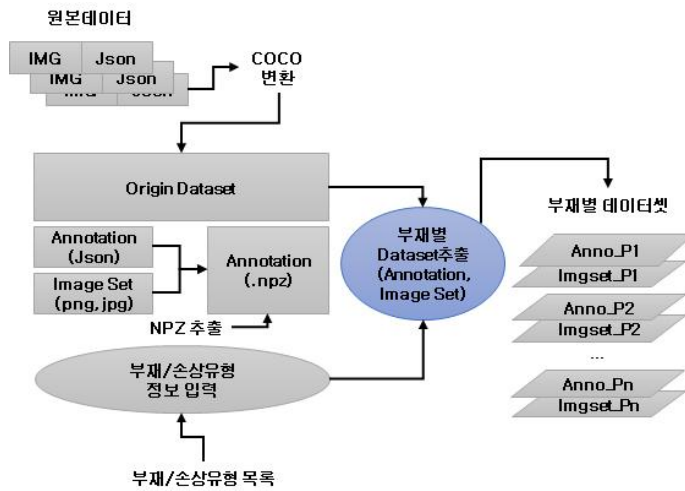 원본데이터
IMG
Json
IMG
Json
IMG
Json
COCO
변환
Origin Dataset
Annotation
(Json)
Image Set
(png, jpg)
Annotation
(.npz)
NPZ 추출
부재/손상유형
정보 입력
부재/손상유형 목록
부재별
Dataset추출
(Annotation,
Image Set)
부재별 데이터셋
Anno_P1
Imgset_P1
Anno_P2
Imgset_P2
...
Anno_Pn
Imgset_Pn